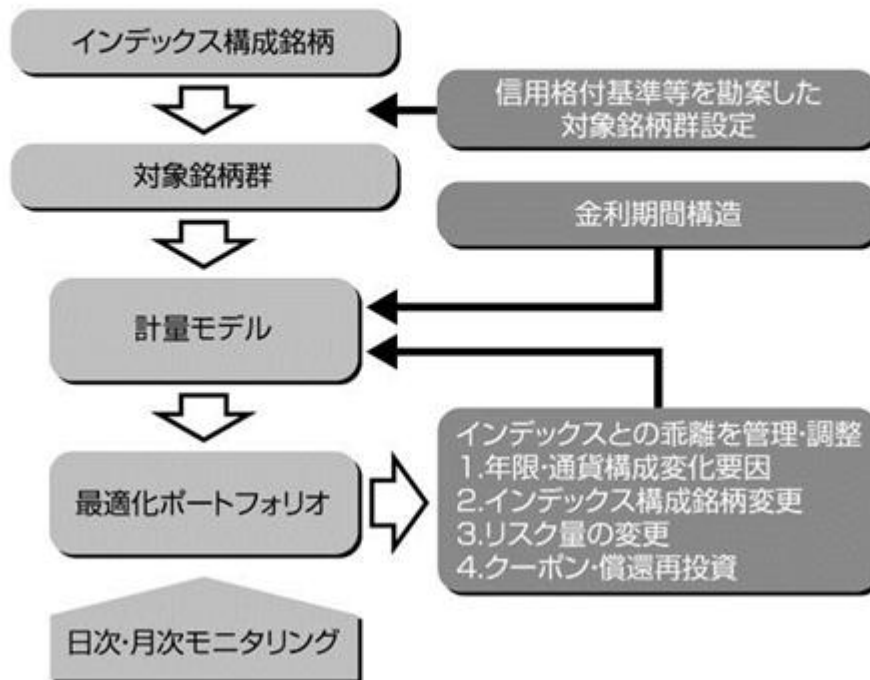 インデックス構成銘柄
信用格付基準等を勘案した
対象銘柄群設定
対象銘柄群
金利期間構造
計量モデル
インデックスとの乖離を管理・調整
1.年限・通貨構成変化要因
2.インデックス構成銘柄変更
3.リスク量の変更
4.クーポン・償還再投資
最適化ポートフォリオ
日次・月次モニタリング